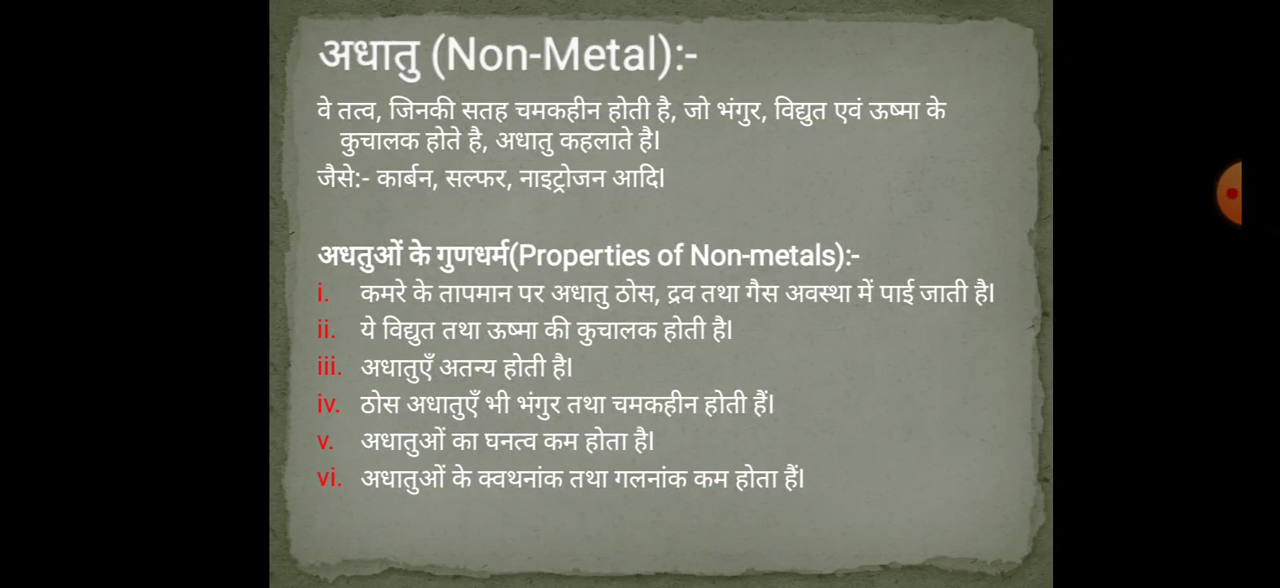 अधातु (Non-Metal):-
वे तत्व, जिनकी सतह चमकहीन होती है, जो भंगुर, विद्युत एवं ऊष्मा के
कुचालक होते है, अधातु कहलाते है।
जैसे:- कार्बन, सल्फर, नाइट्रोजन आदि।
अधतुओं के गुणधर्म(Properties of Non-metals):-
i. कमरे के तापमान पर अधातु ठोस, द्रव तथा गैस अवस्था में पाई जाती है।
ii. ये विद्युत तथा ऊष्मा की कुचालक होती है।
iii. अधातुएँ अतन्य होती है।
iv. ठोस अधातुएँ भी भंगुर तथा चमकहीन होती हैं।
v. अधातुओं का घनत्व कम होता है।
vi. अधातुओं के क्वथनांक तथा गलनांक कम होता हैं।